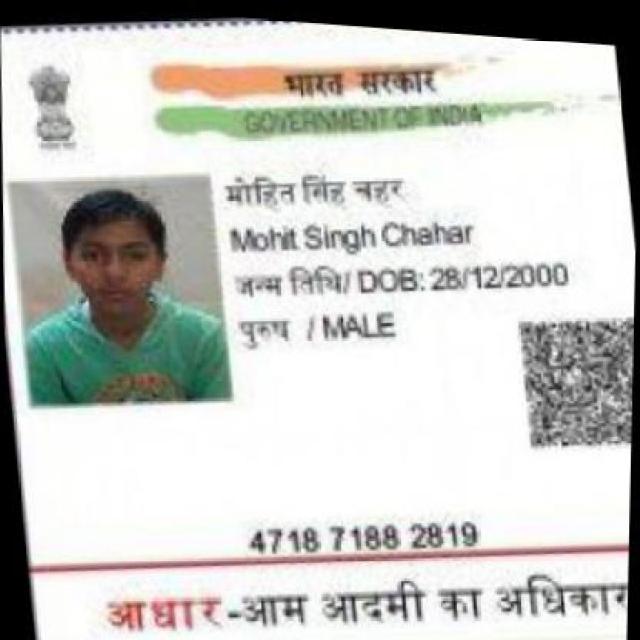 भारत सरकार
GOVERNMENT OF INDIA
मोहित सिंह चहर
Mohit Singh Chahar
जन्म तिथि/ DOB: 28/12/2000
पुरुष / MALE
4718 7188 2819
आधार-आम आदमी का अधिकार